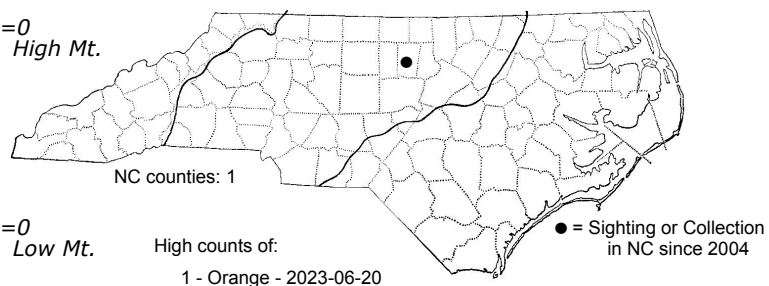 =0
High Mt.
NC counties: 1
=0
Low Mt.
High counts of:
1 - Orange - 2023-06-20
● = Sighting or Collection
in NC since 2004